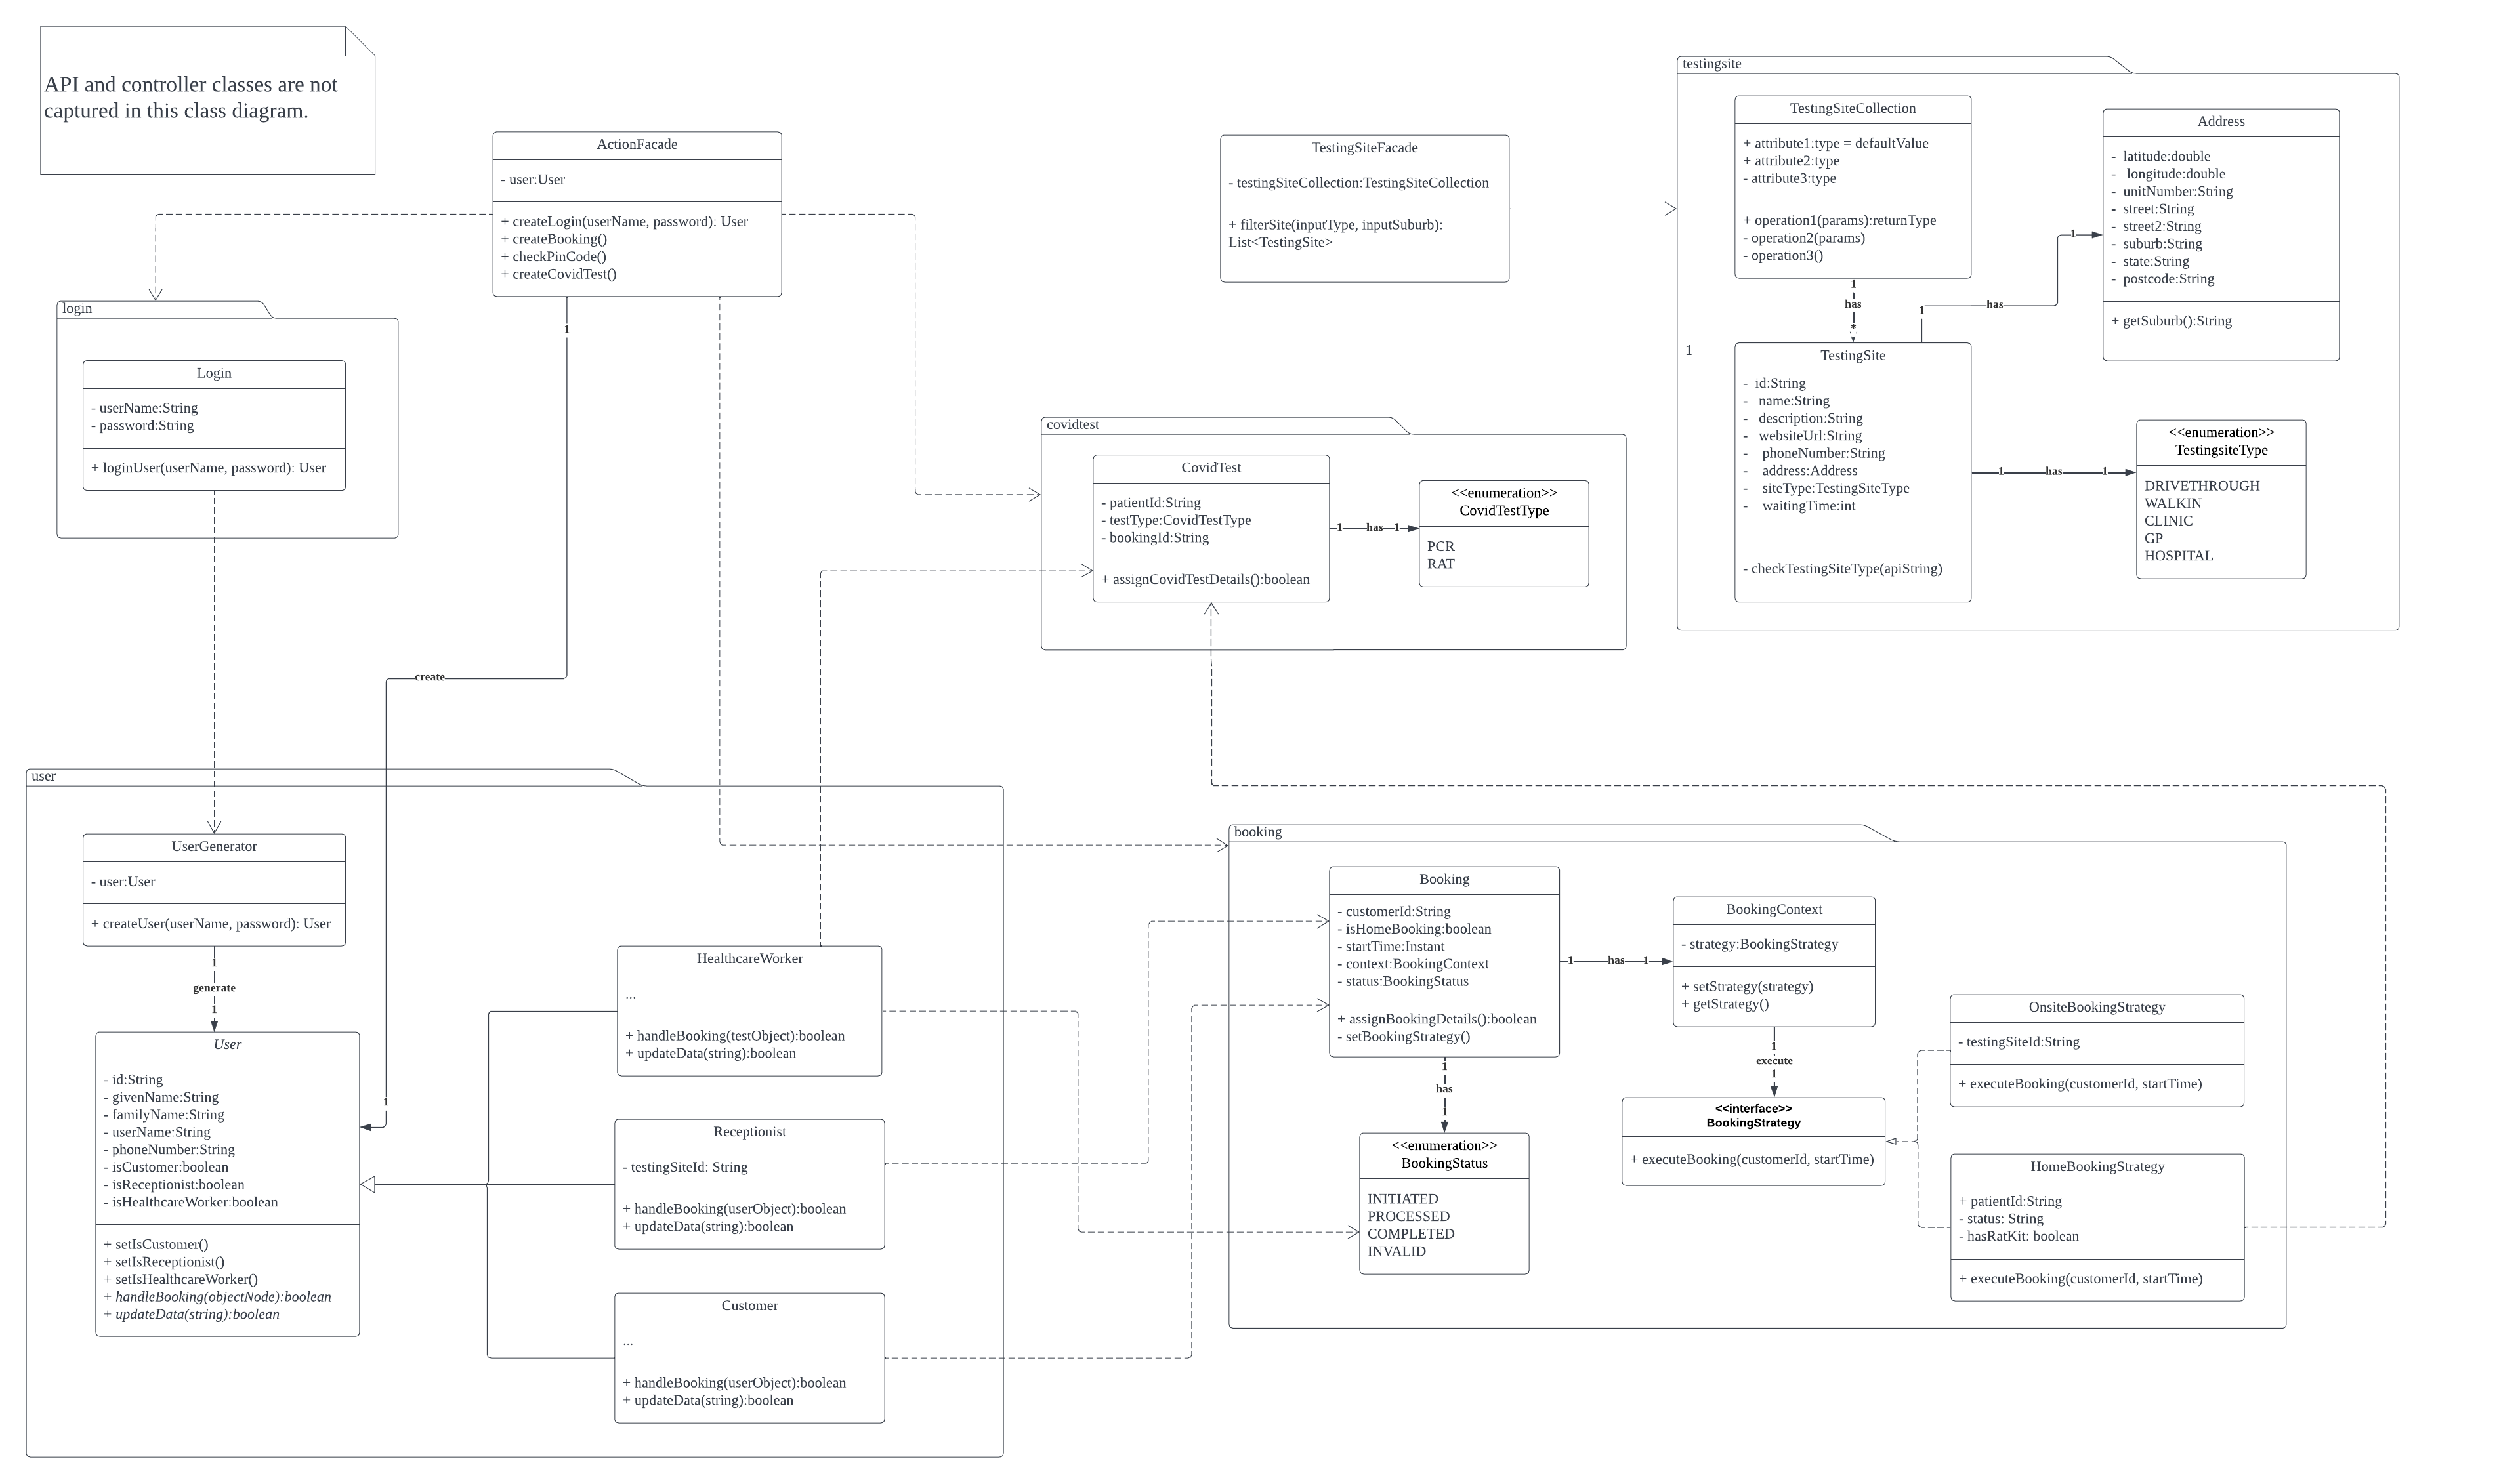 API and controller classes are not
captured in this class diagram.
ActionFacade
- user:User
+ createLogin(userName, password): User
+ createBooking()
+ checkPinCode()
+ createCovidTest()
1
create
1
TestingSiteFacade
- testingSiteCollection:TestingSiteCollection
+ filterSite(inputType, inputSuburb):
List<TestingSite>
testingsite
TestingSiteCollection
+ attribute1:type = defaultValue
+ attribute2:type
- attribute3:type
+ operation1(params):returnType
- operation2(params)
- operation3()
1
has
*
1
has
1
Address
- latitude:double
- longitude:double
- unitNumber:String
- street:String
- street2:String
- suburb:String
- state:String
- postcode:String
+ getSuburb():String
1
TestingSite
- id:String
- name:String
- description:String
- websiteUrl:String
- phoneNumber:String
- address:Address
- siteType:TestingSiteType
- waitingTime:int
- checkTestingSiteType(apiString)
1 has 1
<<enumeration>>
TestingsiteType
DRIVETHROUGH
WALKIN
CLINIC
GP
HOSPITAL
login
Login
- userName:String
- password:String
+ loginUser(userName, password): User
covidtest
CovidTest
- patientId:String
- testType:CovidTestType
- bookingId:String
+ assignCovidTestDetails():boolean
1 has 1
<<enumeration>>
CovidTestType
PCR
RAT
user
UserGenerator
- user:User
+ createUser(userName, password): User
1
generate
1
User
- id:String
- givenName:String
- familyName:String
- userName:String
- phoneNumber:String
- isCustomer:boolean
- isReceptionist:boolean
- isHealthcareWorker:boolean
+ setIsCustomer()
+ setIsReceptionist()
+ setIsHealthcareWorker()
+ handleBooking(objectNode):boolean
+ updateData(string):boolean
HealthcareWorker
...
+ handleBooking(testObject):boolean
+ updateData(string):boolean
Receptionist
- testingSiteId: String
+ handleBooking(userObject):boolean
+ updateData(string):boolean
Customer
...
+ handleBooking(userObject):boolean
+ updateData(string):boolean
booking
Booking
- customerId:String
- isHomeBooking:boolean
- startTime:Instant
- context:BookingContext
- status:BookingStatus
+ assignBookingDetails():boolean
- setBookingStrategy()
1 has 1
BookingContext
- strategy:BookingStrategy
+ setStrategy(strategy)
+ getStrategy()
1
has
1
<<enumeration>>
BookingStatus
INITIATED
PROCESSED
COMPLETED
INVALID
1
execute
1
<<interface>>
BookingStrategy
+ executeBooking(customerId, startTime)
OnsiteBookingStrategy
- testingSiteId:String
+ executeBooking(customerId, startTime)
HomeBookingStrategy
+ patientId:String
- status: String
- hasRatKit: boolean
+ executeBooking(customerId, startTime)